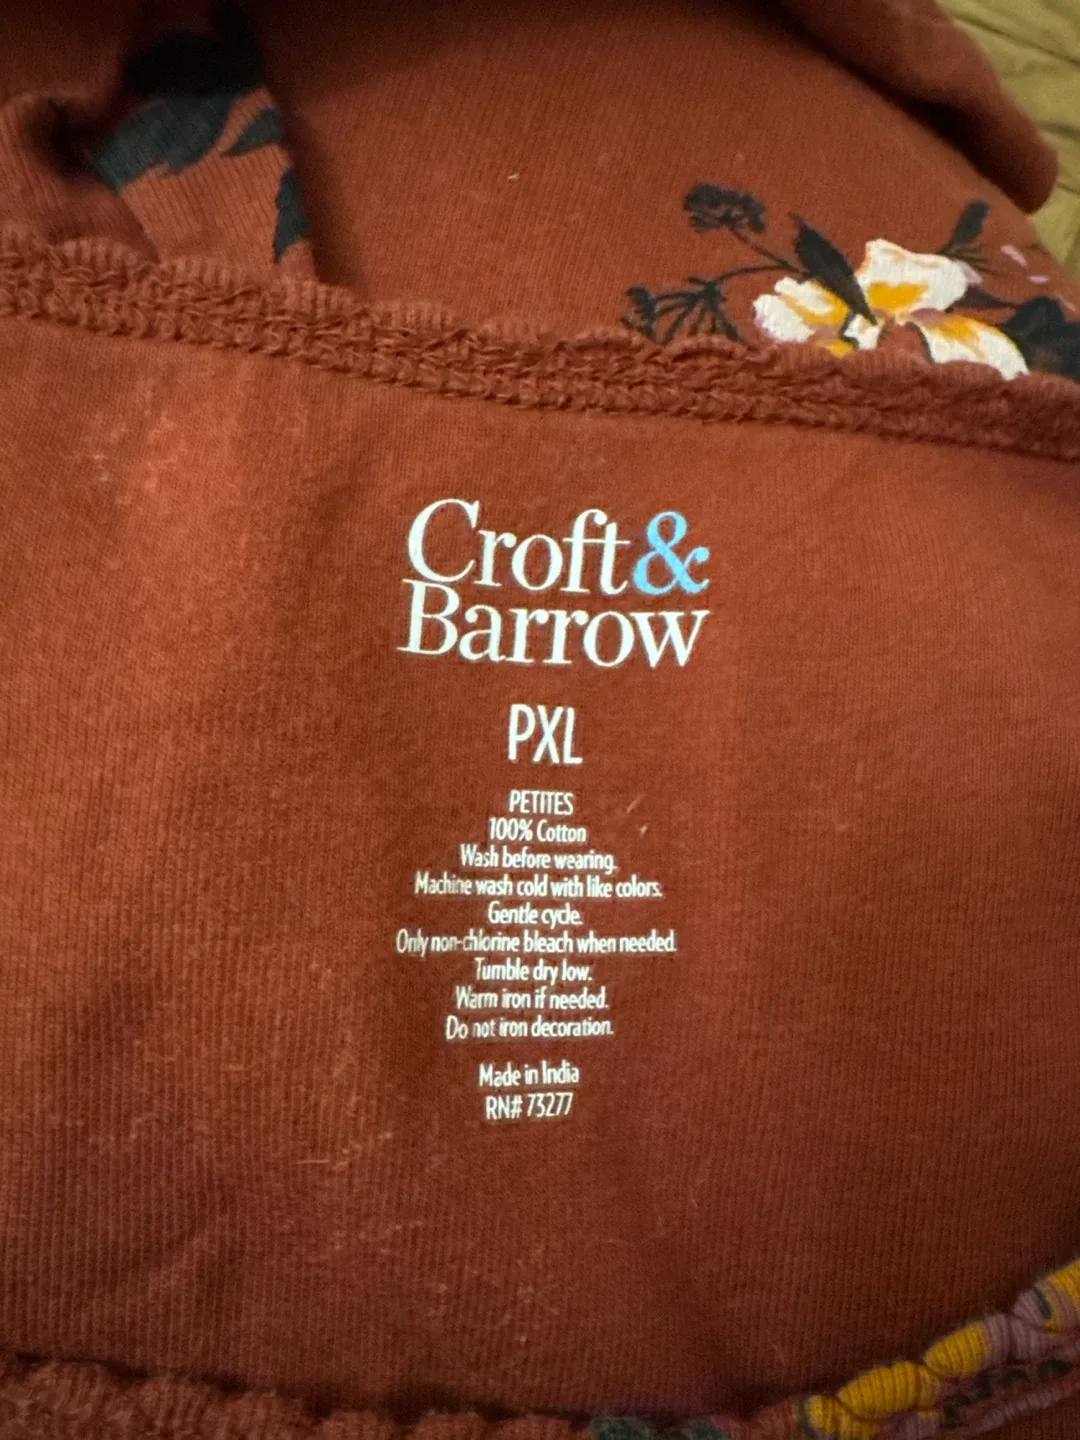 Croft&
Barrow
PXL
PETITES
100% Cotton
Wash before wearing.
Machine wash cold with like colors.
Gentle cycle.
Only non-chlorine bleach when needed.
Tumble dry low.
Warm iron if needed.
Do not iron decoration.
Made in India
RN# 73277